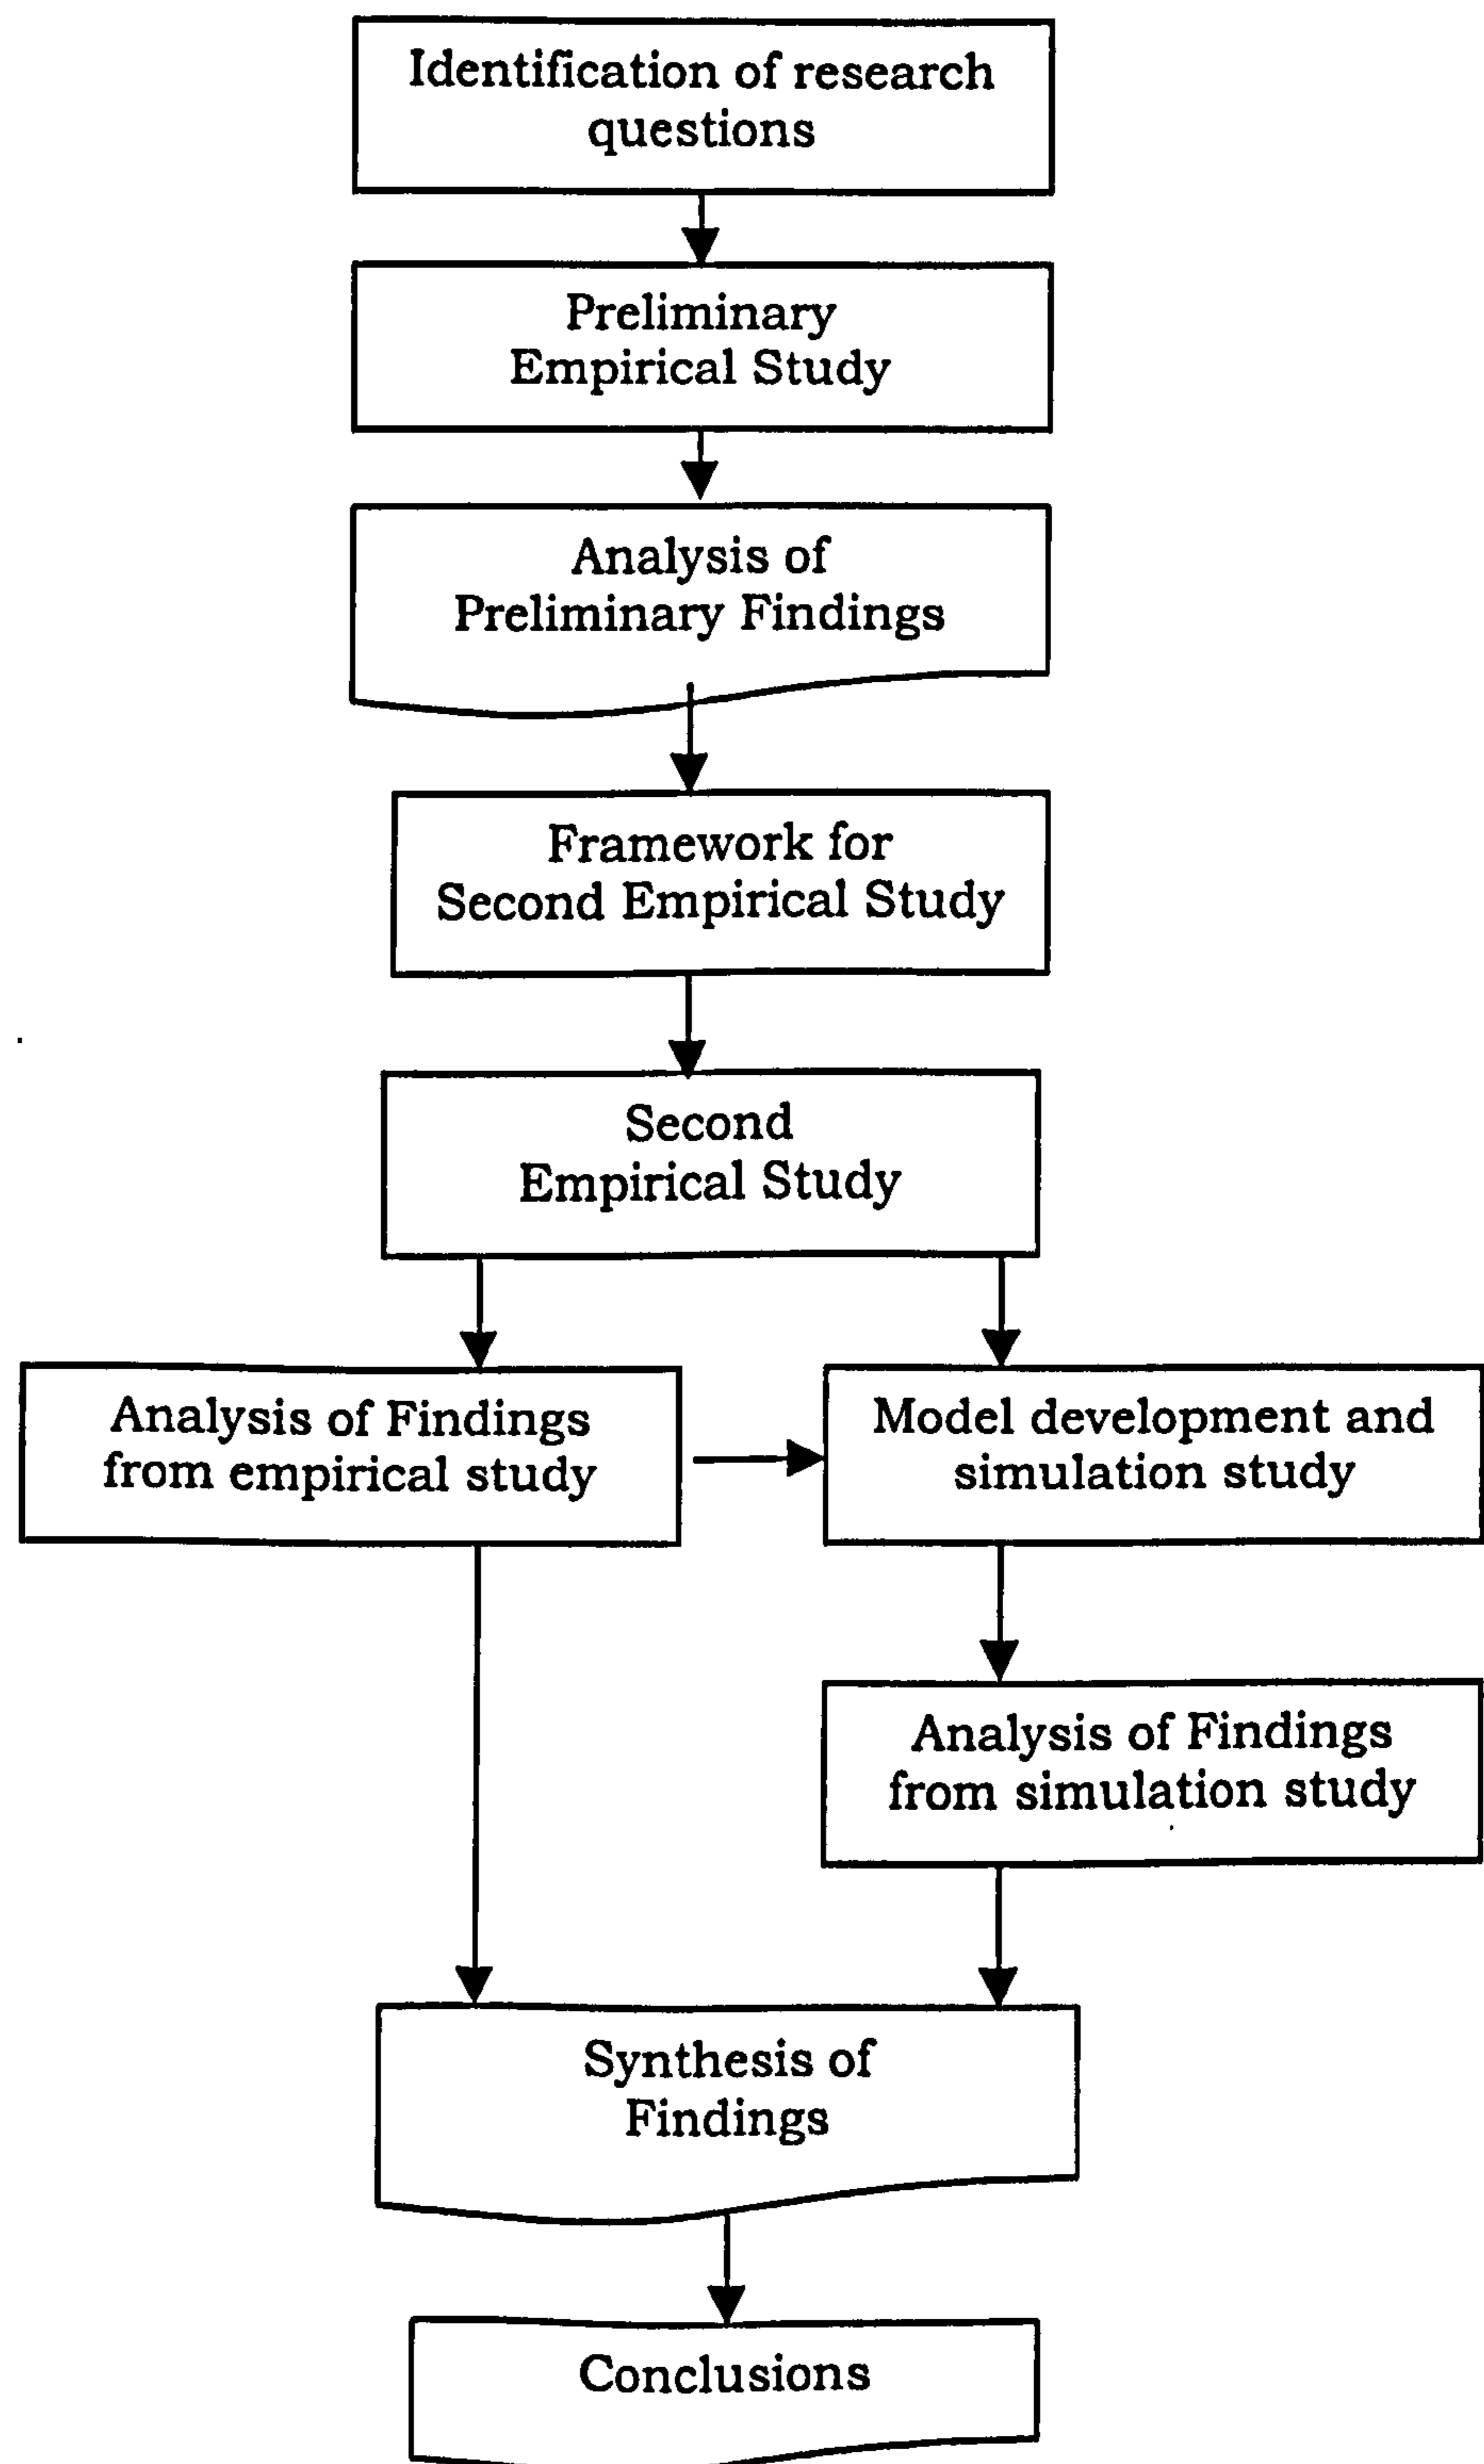 Identification of research
questions
Preliminary
Empirical Study
Analysis of
Preliminary Findings
Framework for
Second Empirical Study
Second
Empirical Study
Analysis of Findings
from empirical study
Model development and
simulation study
Analysis of Findings
from simulation study
Synthesis of
Findings
Conclusions